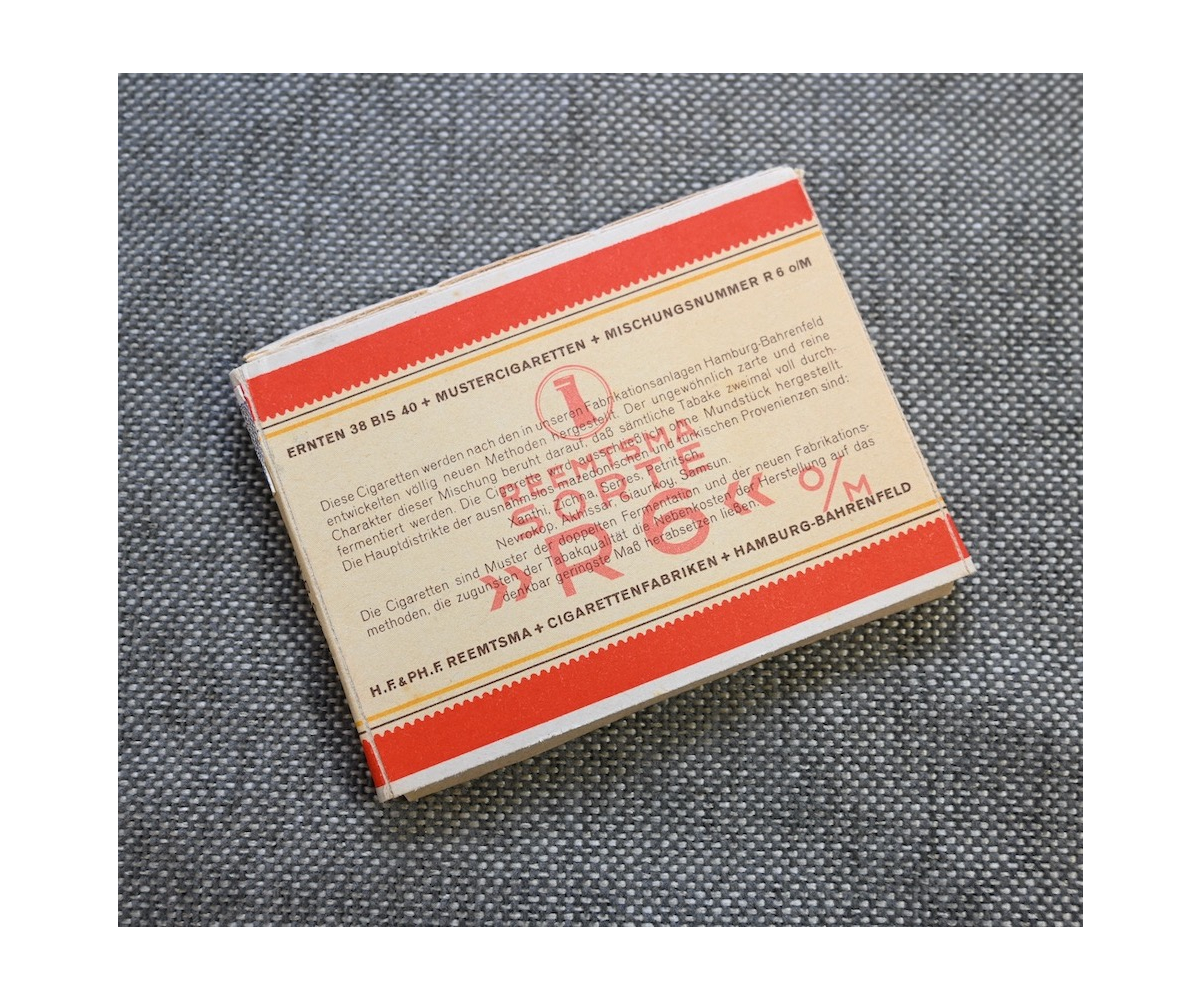 ERNTEN 38 BIS 40 + MUSTERCIGARETTEN + MISCHUNGSNUMMER R 6 o/M
Diese Cigaretten werden nach den in unseren Fabrikationsanlagen Hamburg-Bahrenfeld
entwickelten völlig neuen Methoden hergestellt. Der ungewöhnlich zarte und reine
Charakter dieser Mischung beruht darauf, daß sämtliche Tabake zweimal voll durch-
fermentiert werden. Die Cigarette wird ausschließlich ohne Mundstück hergestellt.
Die Hauptdistrikte der ausnahmslos mazedonischen und türkischen Provenienzen sind:
Xanthi, Zichna, Serres, Petritsch,
Nevrokop, Akhissar, Giaurkoy, Samsun.
Die Cigaretten sind Muster der doppelten Fermentation und der neuen Fabrikations-
methoden, die zugunsten der Tabakqualität die Nebenkosten der Herstellung auf das
denkbar geringste Maß herabsetzen ließen.
REEMTSMA
SORTE
»R6« o/M
H.F. & PH.F. REEMTSMA + CIGARETTENFABRIKEN + HAMBURG-BAHRENFELD